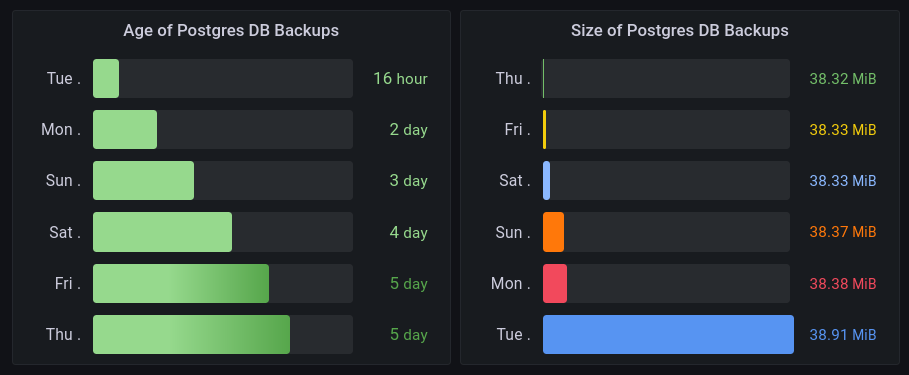 Age of Postgres DB Backups
Tue . 16 hour
Mon . 2 day
Sun . 3 day
Sat . 4 day
Fri . 5 day
Thu . 5 day
Size of Postgres DB Backups
Thu . 38.32 MiB
Fri . 38.33 MiB
Sat . 38.33 MiB
Sun . 38.37 MiB
Mon . 38.38 MiB
Tue . 38.91 MiB